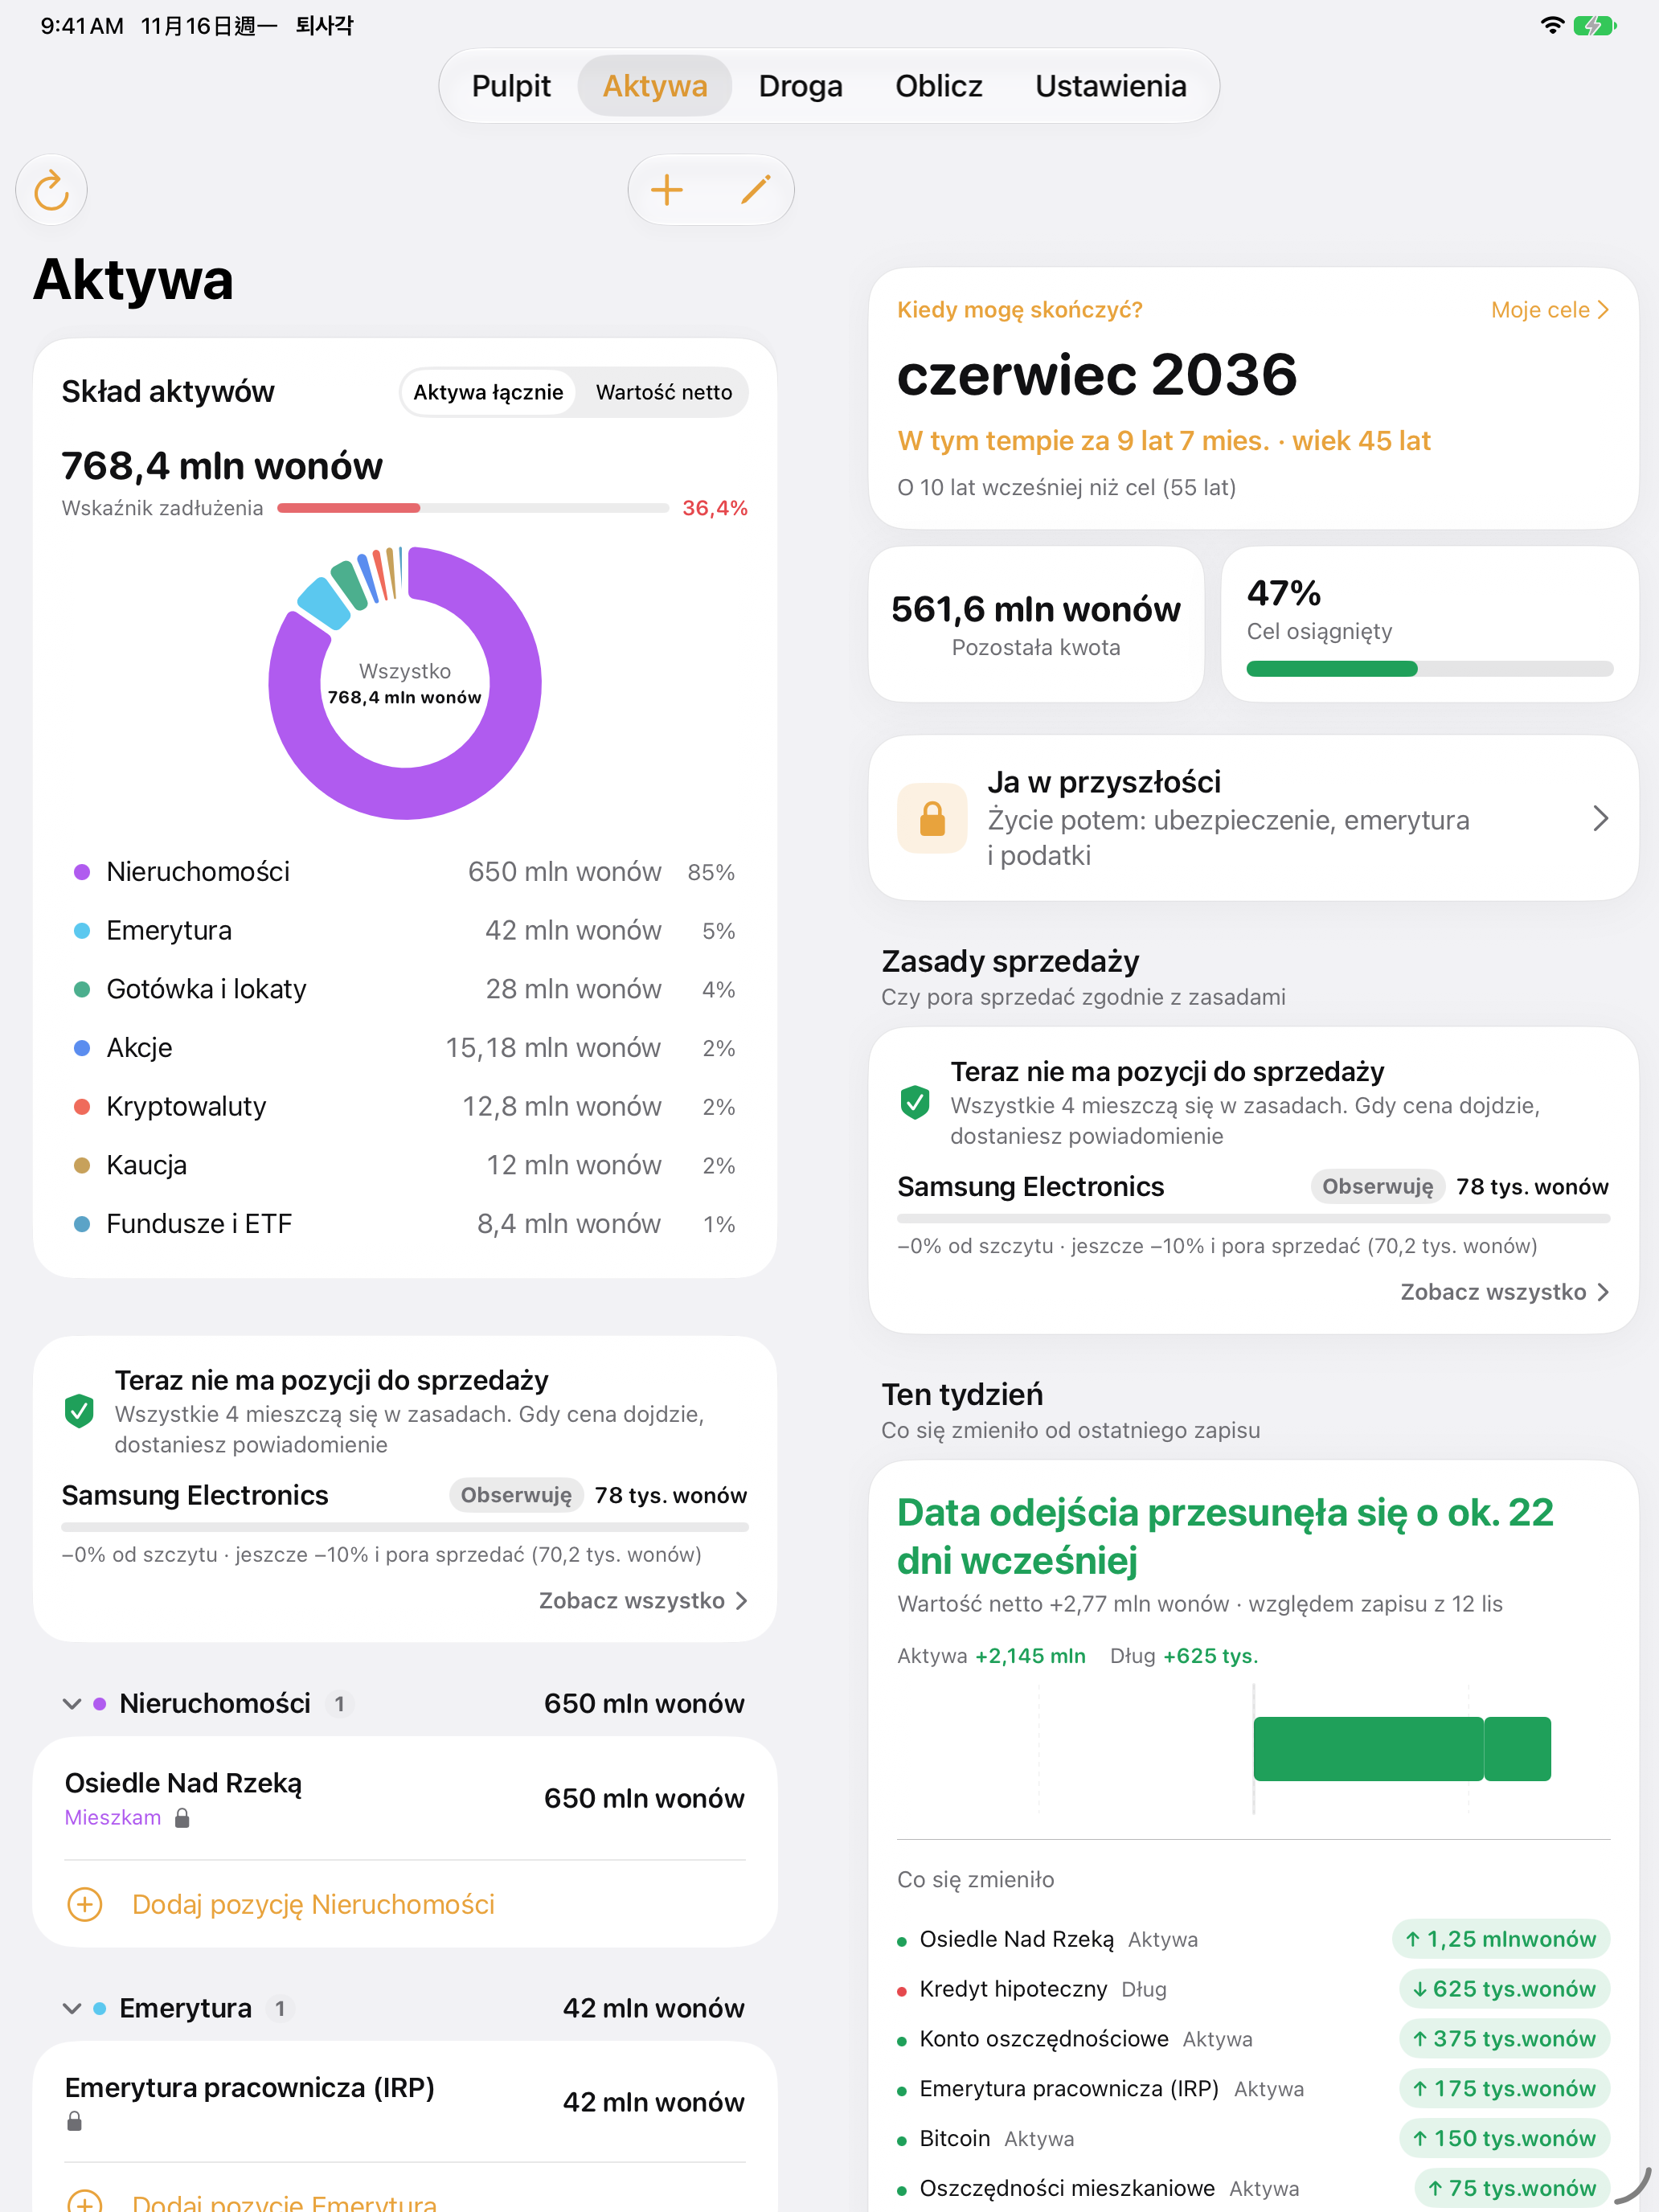 9:41 AM 11月16日週一 퇴사각
Pulpit Aktywa Droga Oblicz Ustawienia
Aktywa
Skład aktywów Aktywa łącznie Wartość netto
768,4 mln wonów
Wskaźnik zadłużenia 36,4%
Wszystko
768,4 mln wonów
Nieruchomości 650 mln wonów 85%
Emerytura 42 mln wonów 5%
Gotówka i lokaty 28 mln wonów 4%
Akcje 15,18 mln wonów 2%
Kryptowaluty 12,8 mln wonów 2%
Kaucja 12 mln wonów 2%
Fundusze i ETF 8,4 mln wonów 1%
Teraz nie ma pozycji do sprzedaży
Wszystkie 4 mieszczą się w zasadach. Gdy cena dojdzie,
dostaniesz powiadomienie
Samsung Electronics Obserwuję 78 tys. wonów
−0% od szczytu · jeszcze −10% i pora sprzedać (70,2 tys. wonów)
Zobacz wszystko
Nieruchomości 1 650 mln wonów
Osiedle Nad Rzeką 650 mln wonów
Mieszkam
Dodaj pozycję Nieruchomości
Emerytura 1 42 mln wonów
Emerytura pracownicza (IRP) 42 mln wonów
Dodaj pozycję Emerytura
Kiedy mogę skończyć? Moje cele
czerwiec 2036
W tym tempie za 9 lat 7 mies. · wiek 45 lat
O 10 lat wcześniej niż cel (55 lat)
561,6 mln wonów
Pozostała kwota
47%
Cel osiągnięty
Ja w przyszłości
Życie potem: ubezpieczenie, emerytura
i podatki
Zasady sprzedaży
Czy pora sprzedać zgodnie z zasadami
Teraz nie ma pozycji do sprzedaży
Wszystkie 4 mieszczą się w zasadach. Gdy cena dojdzie,
dostaniesz powiadomienie
Samsung Electronics Obserwuję 78 tys. wonów
−0% od szczytu · jeszcze −10% i pora sprzedać (70,2 tys. wonów)
Zobacz wszystko
Ten tydzień
Co się zmieniło od ostatniego zapisu
Data odejścia przesunęła się o ok. 22
dni wcześniej
Wartość netto +2,77 mln wonów · względem zapisu z 12 lis
Aktywa +2,145 mln Dług +625 tys.
Co się zmieniło
Osiedle Nad Rzeką Aktywa ↑ 1,25 mlnwonów
Kredyt hipoteczny Dług ↓ 625 tys.wonów
Konto oszczędnościowe Aktywa ↑ 375 tys.wonów
Emerytura pracownicza (IRP) Aktywa ↑ 175 tys.wonów
Bitcoin Aktywa ↑ 150 tys.wonów
Oszczędności mieszkaniowe Aktywa ↑ 75 tys.wonów